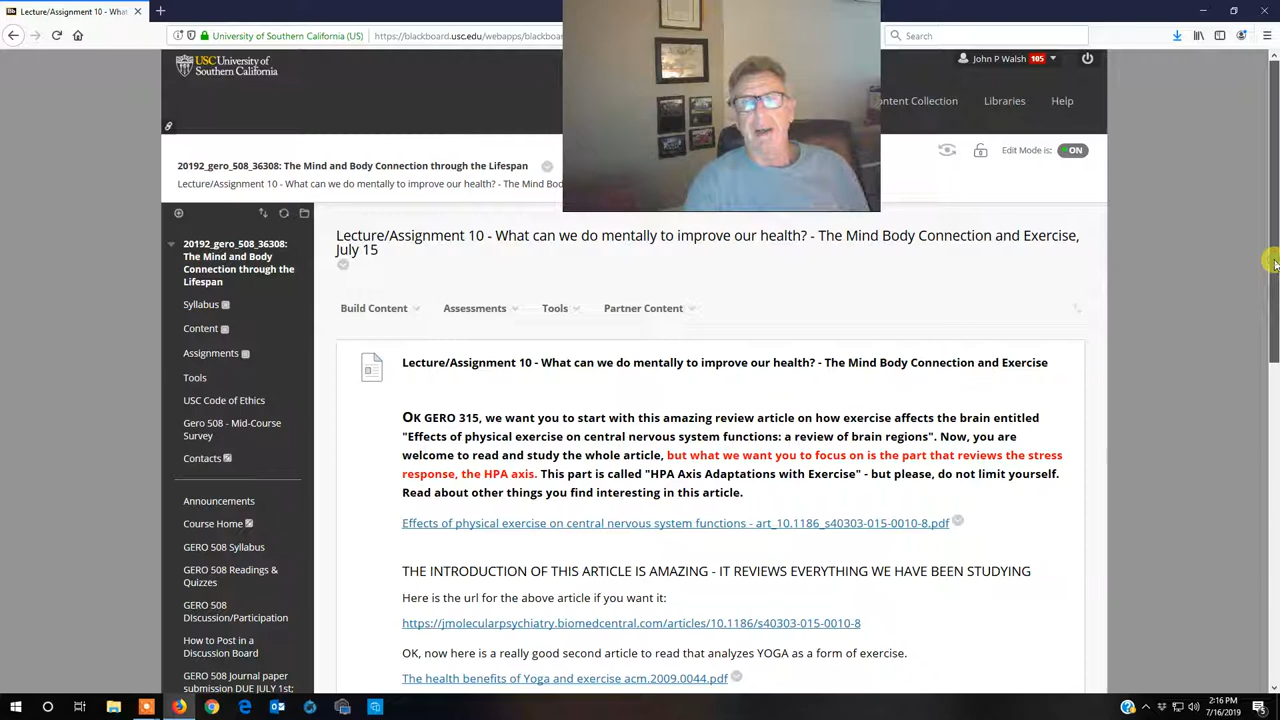 Lecture/Assignment 10 - What
University of Southern California (US)
https://blackboard.usc.edu/webapps/blackboar
Search
USC University of
Southern California
John P Walsh 105
ntent Collection
Libraries
Help
20192_gero_508_36308: The Mind and Body Connection through the Lifespan
Edit Mode is:
ON
Lecture/Assignment 10 - What can we do mentally to improve our health? - The Mind Bod
20192_gero_508_36308:
The Mind and Body
Connection through the
Lifespan
Syllabus
Content
Assignments
Tools
USC Code of Ethics
Gero 508 - Mid-Course
Survey
Contacts
Announcements
Course Home
GERO 508 Syllabus
GERO 508 Readings &
Quizzes
GERO 508
DIscussion/Participation
How to Post in a
Discussion Board
GERO 508 Journal paper
submission DUE JULY 1st;
Lecture/Assignment 10 - What can we do mentally to improve our health? - The Mind Body Connection and Exercise,
July 15
Build Content
Assessments
Tools
Partner Content
Lecture/Assignment 10 - What can we do mentally to improve our health? - The Mind Body Connection and Exercise
OK GERO 315, we want you to start with this amazing review article on how exercise affects the brain entitled
"Effects of physical exercise on central nervous system functions: a review of brain regions". Now, you are
welcome to read and study the whole article, but what we want you to focus on is the part that reviews the stress
response, the HPA axis. This part is called "HPA Axis Adaptations with Exercise" - but please, do not limit yourself.
Read about other things you find interesting in this article.
Effects of physical exercise on central nervous system functions - art_10.1186_s40303-015-0010-8.pdf
THE INTRODUCTION OF THIS ARTICLE IS AMAZING - IT REVIEWS EVERYTHING WE HAVE BEEN STUDYING
Here is the url for the above article if you want it:
https://jmolecularpsychiatry.biomedcentral.com/articles/10.1186/s40303-015-0010-8
OK, now here is a really good second article to read that analyzes YOGA as a form of exercise.
The health benefits of Yoga and exercise acm.2009.0044.pdf
2:16 PM
7/16/2019
5